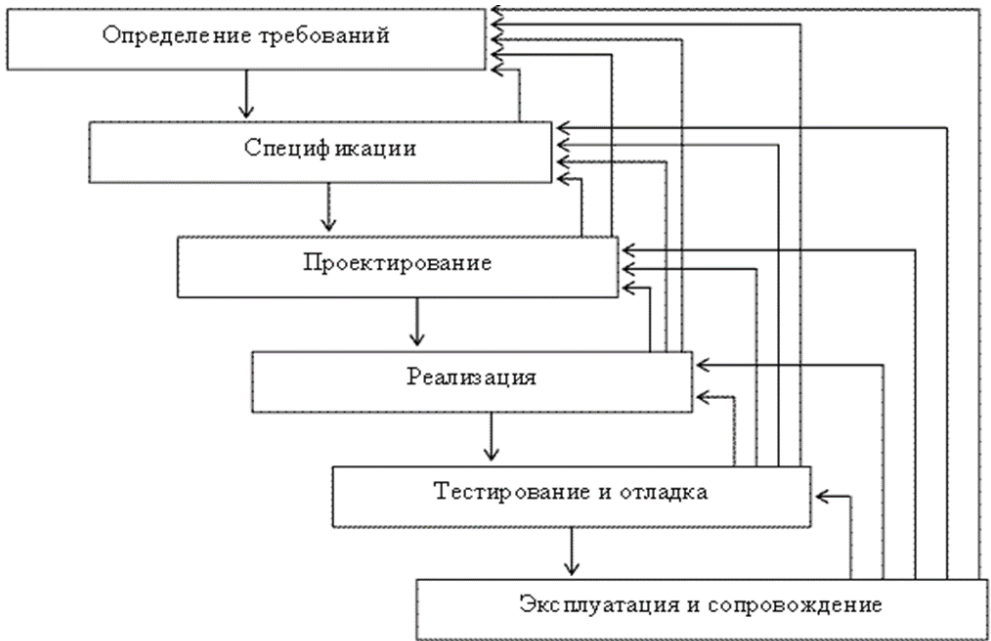 Определение требований
Спецификации
Проектирование
Реализация
Тестирование и отладка
Эксплуатация и сопровождение